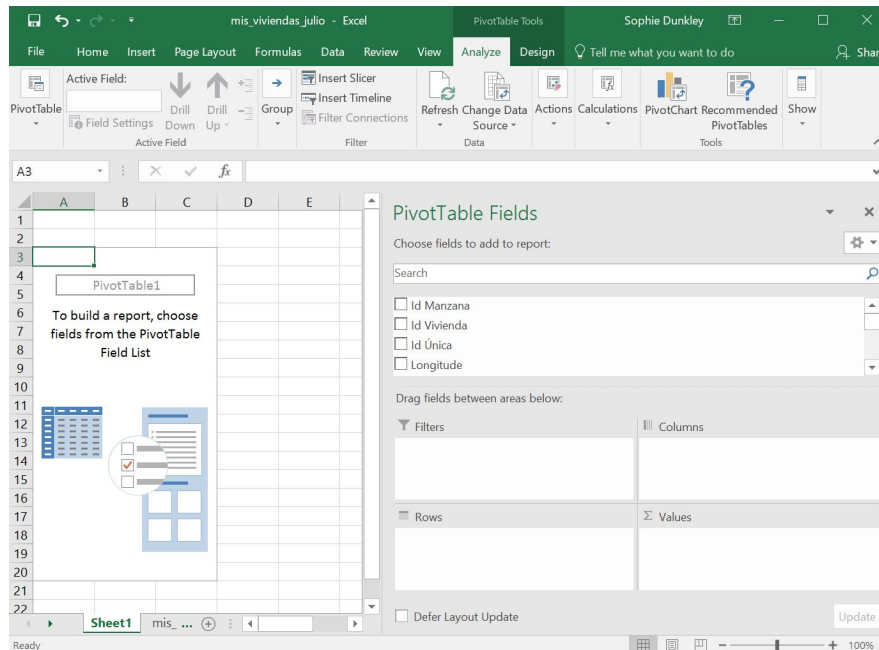 mis_viviendas_julio - Excel
PivotTable Tools
Sophie Dunkley
File Home Insert Page Layout Formulas Data Review View Analyze Design Tell me what you want to do Shar
PivotTable
Active Field:
Field Settings
Drill Down
Drill Up
Active Field
Group
Insert Slicer
Insert Timeline
Filter Connections
Filter
Refresh
Change Data Source
Data
Actions
Calculations
PivotChart
Recommended PivotTables
Tools
Show
A3
fx
A B C D E
1
2
3
4
5
6
7
8
9
10
11
12
13
14
15
16
17
18
19
20
21
22
PivotTable1
To build a report, choose
fields from the PivotTable
Field List
PivotTable Fields
Choose fields to add to report:
Search
Id Manzana
Id Vivienda
Id Única
Longitude
Drag fields between areas below:
Filters
Columns
Rows
Σ Values
Defer Layout Update
Update
Sheet1 mis_ ...
Ready
100%